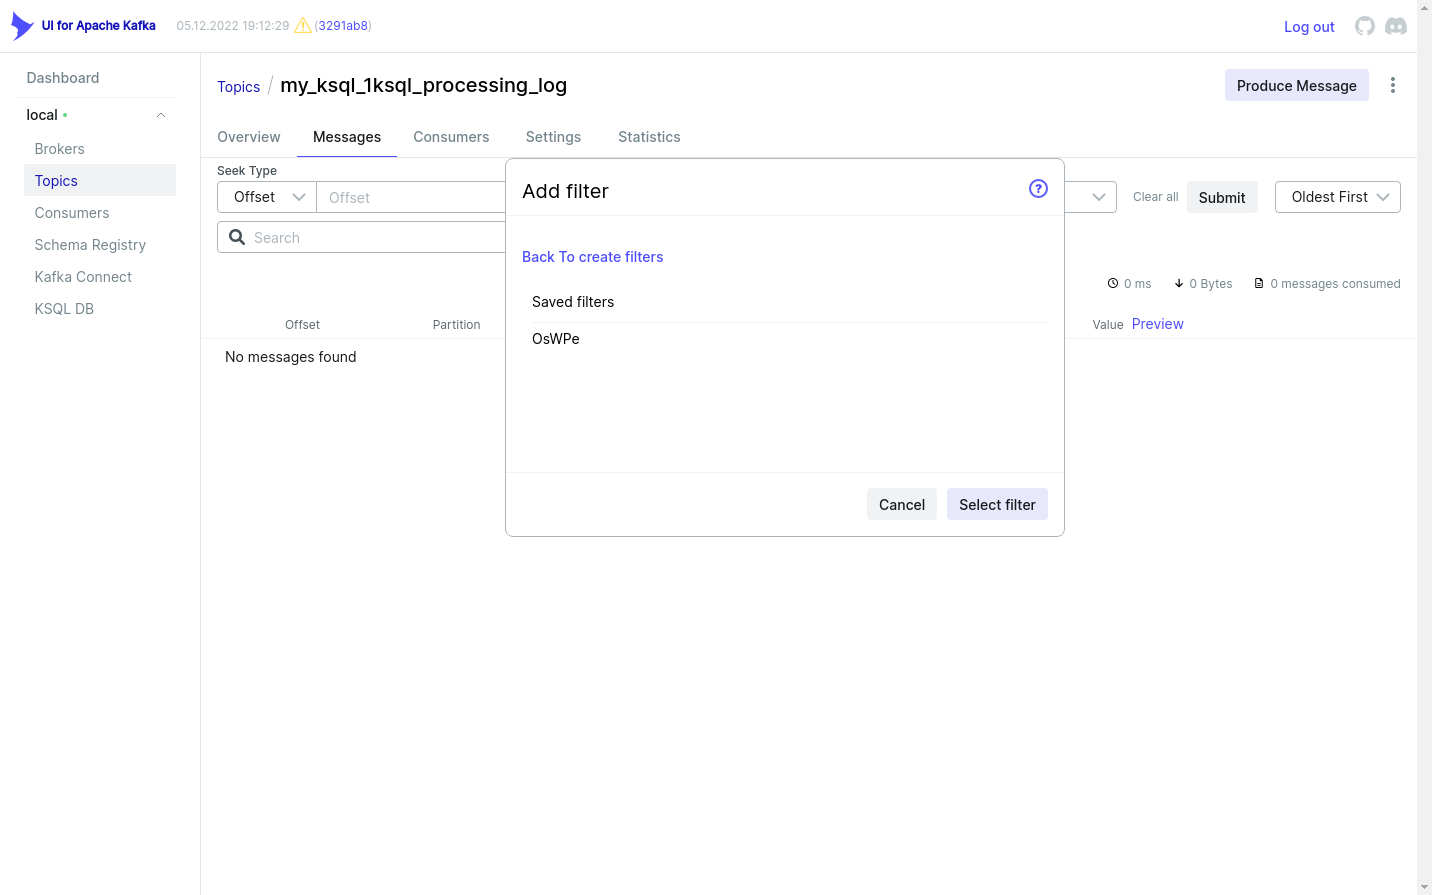 UI for Apache Kafka 05.12.2022 19:12:29 (3291ab8) Log out
Dashboard
local
Brokers
Topics
Consumers
Schema Registry
Kafka Connect
KSQL DB
Topics / my_ksql_1ksql_processing_log Produce Message
Overview Messages Consumers Settings Statistics
Seek Type
Offset Offset Clear all Submit Oldest First
Search
0 ms 0 Bytes 0 messages consumed
Offset Partition Value Preview
No messages found
Add filter ?
Back To create filters
Saved filters
OsWPe
Cancel Select filter